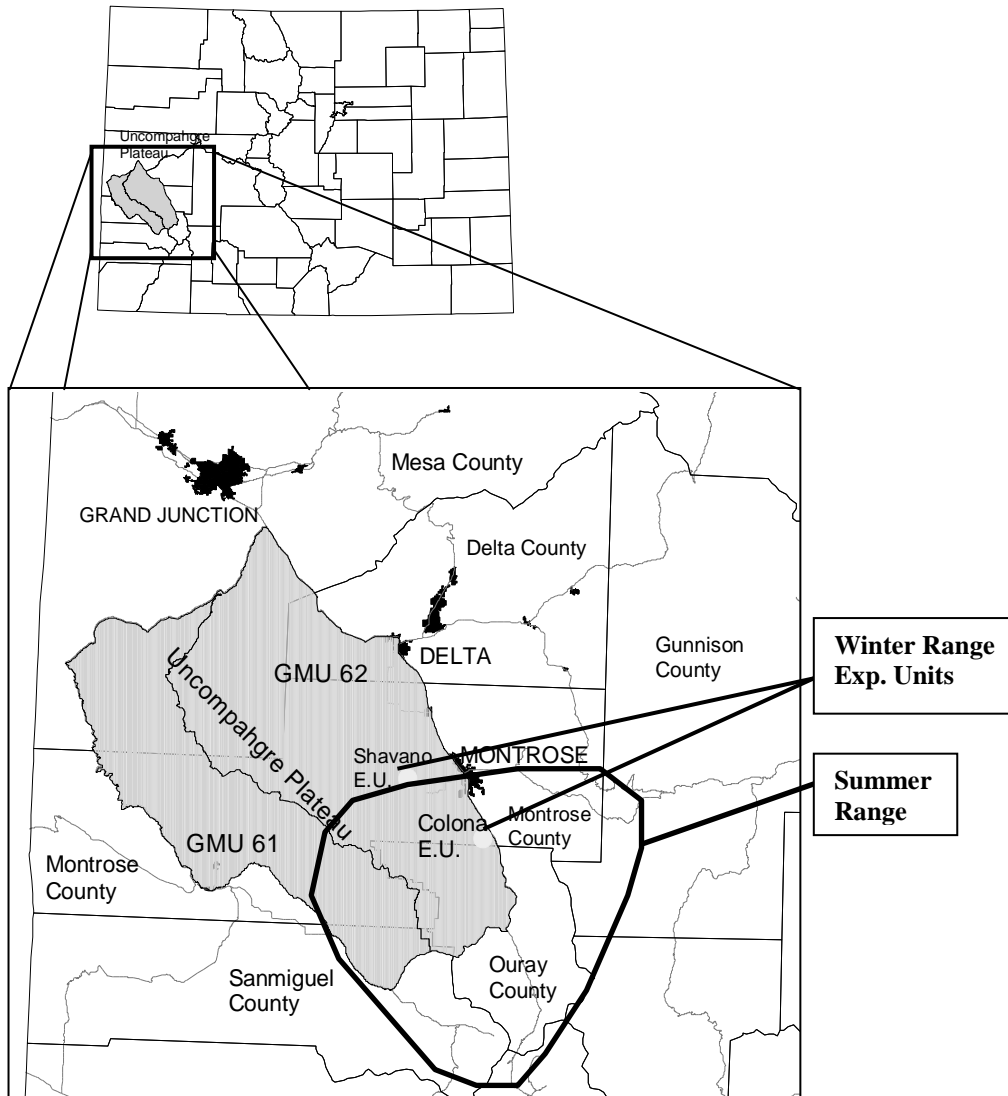 Uncompahgre
Plateau
Mesa County
GRAND JUNCTION
Delta County
DELTA
Gunnison
County
GMU 62
Uncompahgre Plateau
Winter Range
Exp. Units
Shavano
E.U.
MONTROSE
Summer
Range
Colona
E.U.
Montrose
County
GMU 61
Montrose
County
Ouray
County
Sanmiguel
County